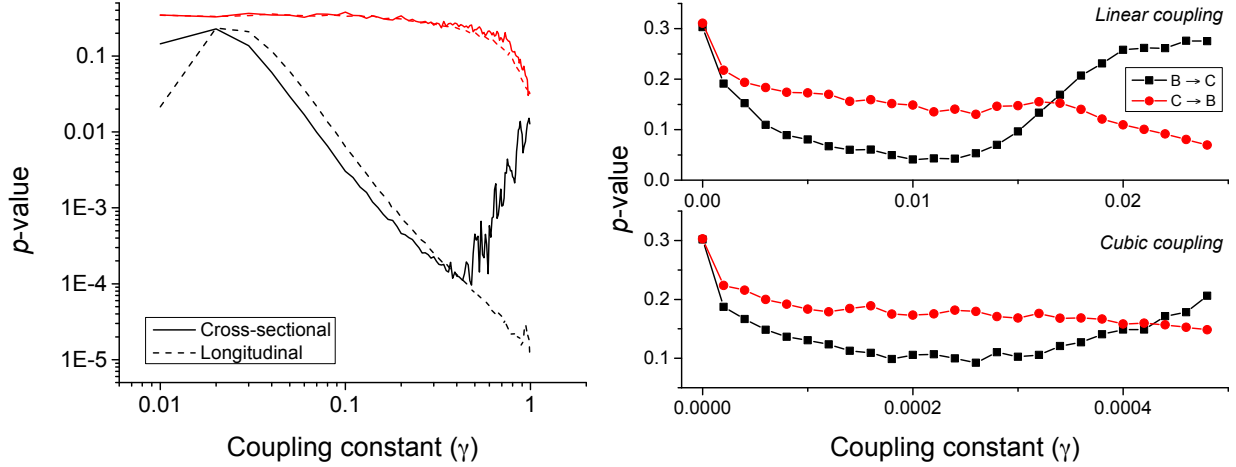 0.1
0.01
1E-3
1E-4
1E-5
p-value
Cross-sectional
Longitudinal
0.01
0.1
1
Coupling constant (γ)
Linear coupling
0.3
0.2
0.1
0.0
B → C
C → B
0.00
0.01
0.02
p-value
Cubic coupling
0.3
0.2
0.1
0.0000
0.0002
0.0004
Coupling constant (γ)